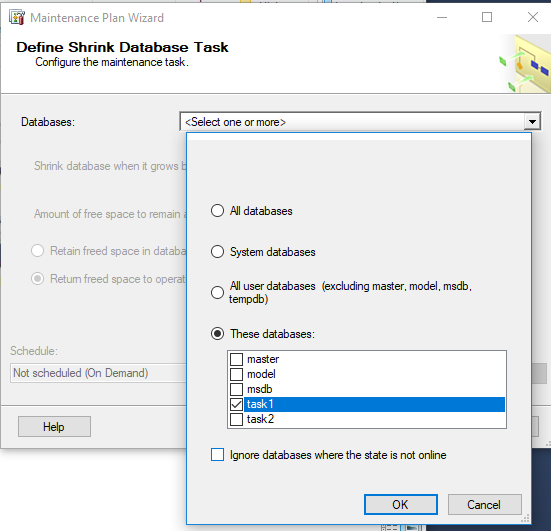 Maintenance Plan Wizard
Define Shrink Database Task
Configure the maintenance task.
Databases:
<Select one or more>
Shrink database when it grows b
Amount of free space to remain a
Retain freed space in databa
Return freed space to operat
Schedule:
Not scheduled (On Demand)
Help
All databases
System databases
All user databases (excluding master, model, msdb,
tempdb)
These databases:
master
model
msdb
task1
task2
Ignore databases where the state is not online
OK
Cancel